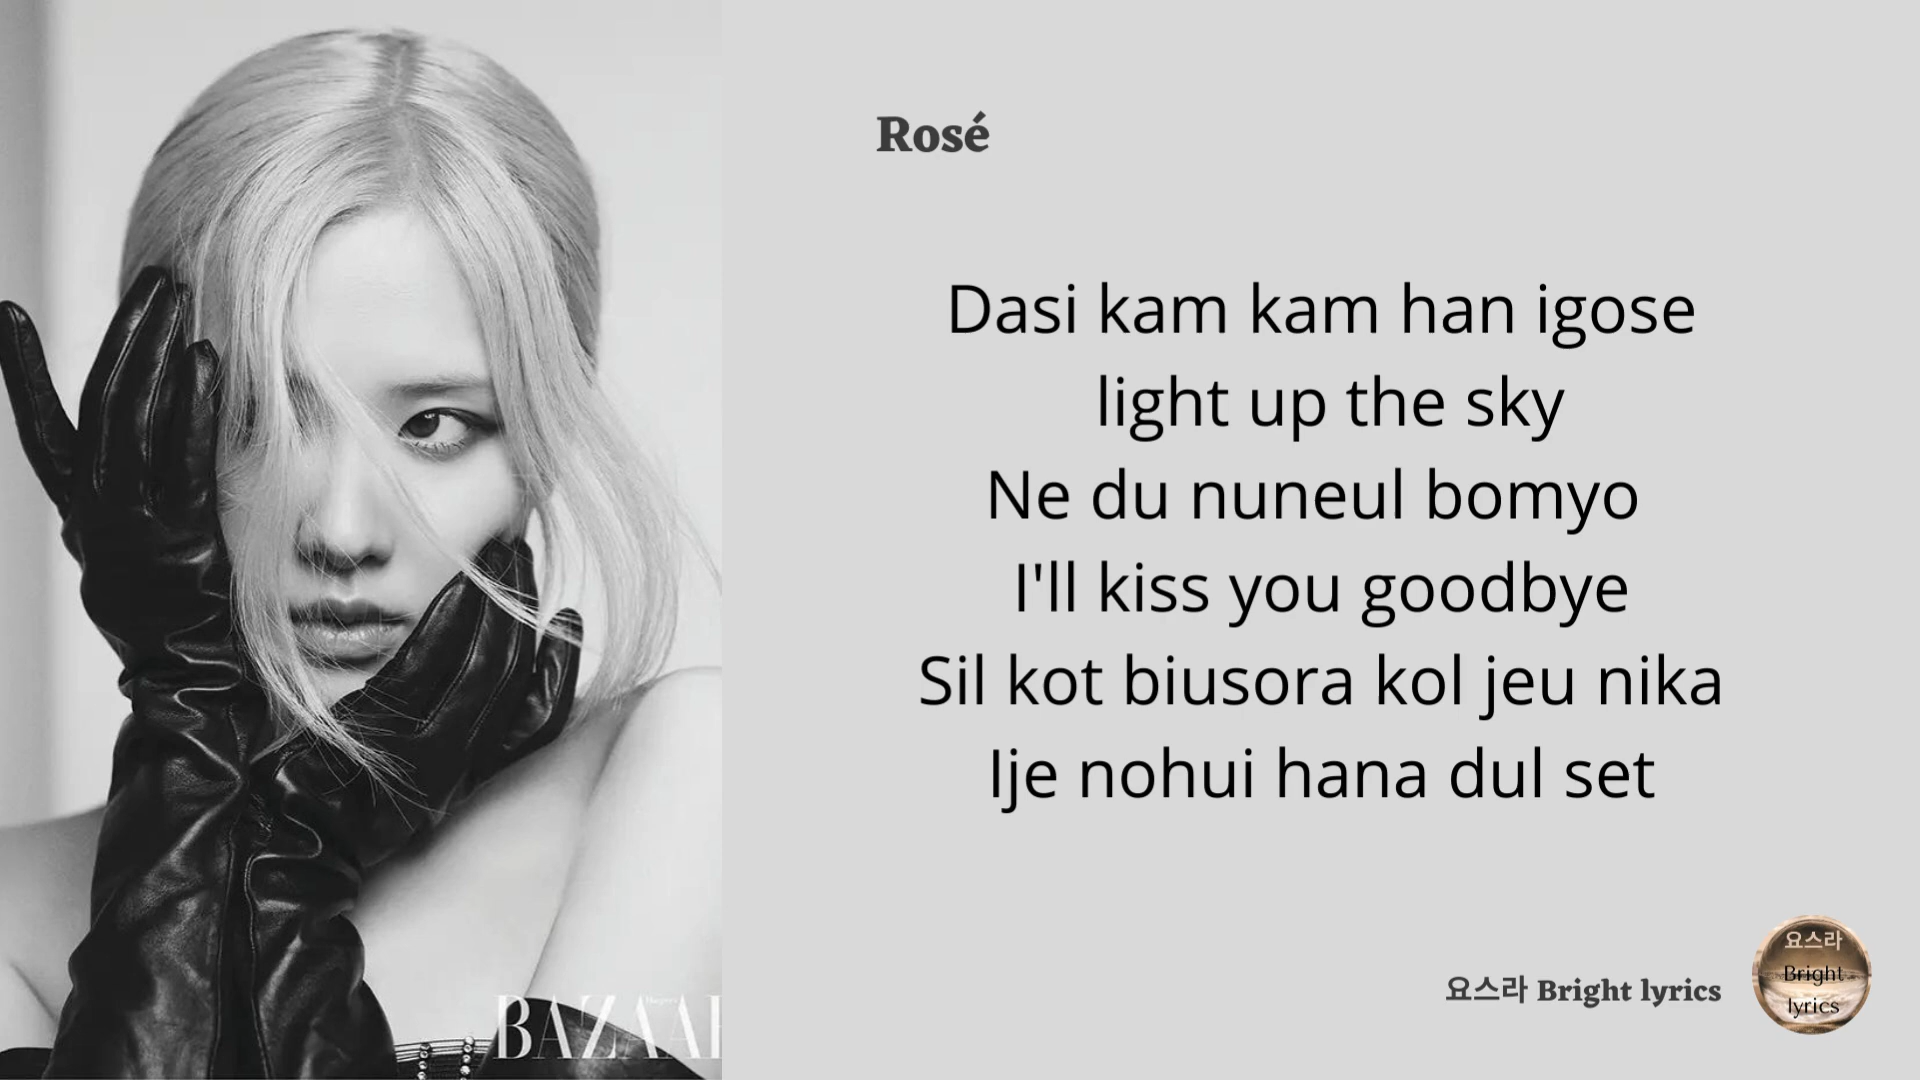 Rosé
Dasi kam kam han igose
light up the sky
Ne du nuneul bomyo
I'll kiss you goodbye
Sil kot biusora kol jeu nika
Ije nohui hana dul set
요스라 Bright lyrics
요스라
Bright
lyrics
BAZAAR